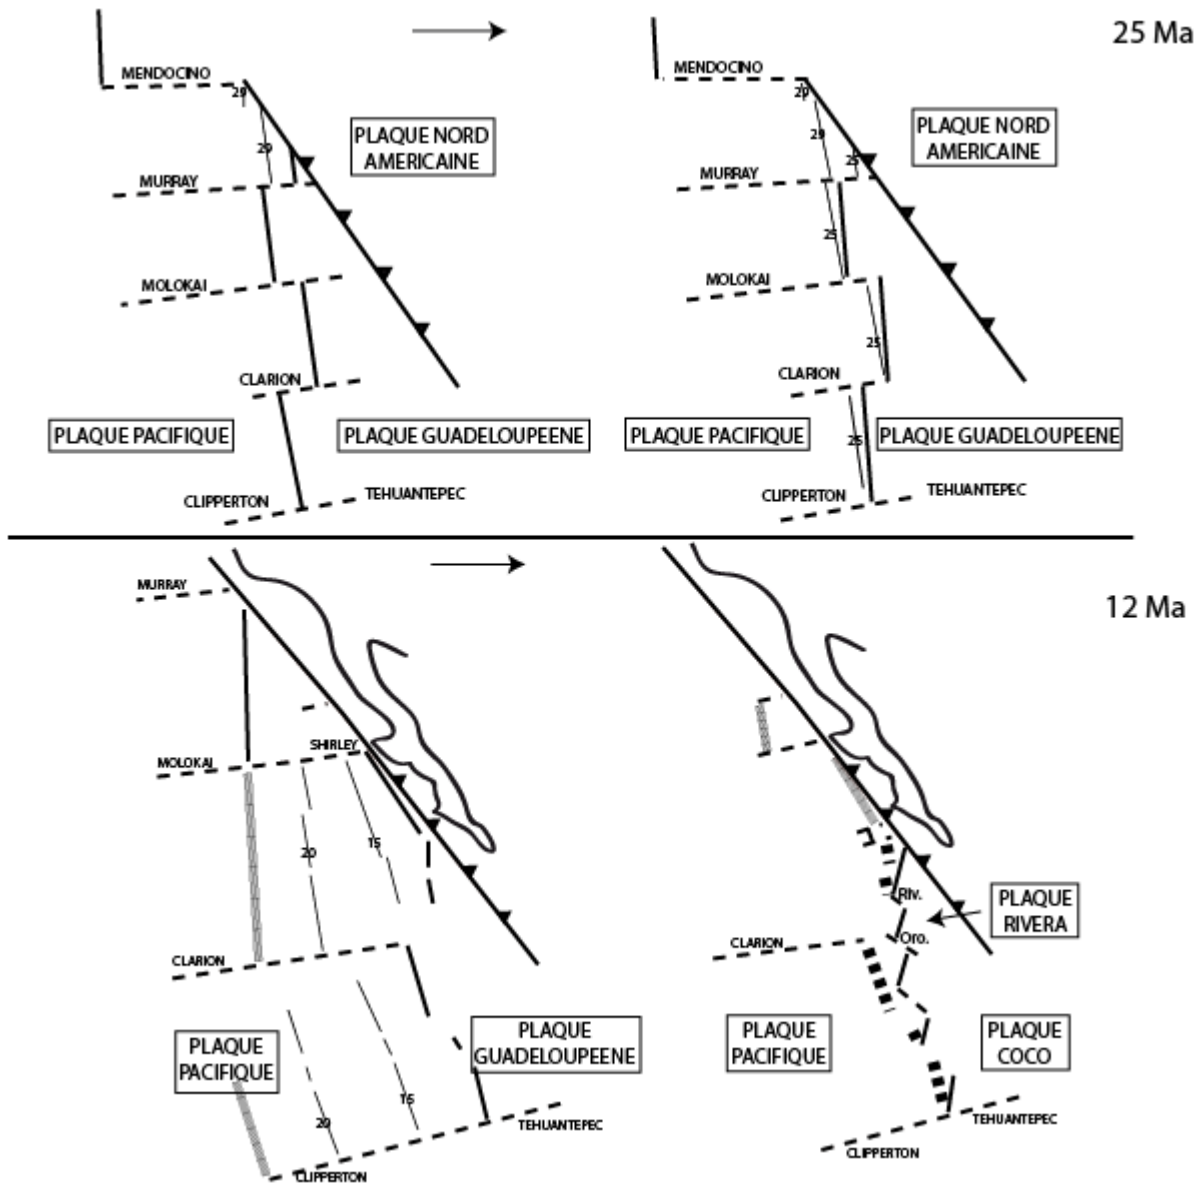 25 Ma
MENDOCINO
29
PLAQUE NORD
AMERICAINE
29
MURRAY
MOLOKAI
CLARION
PLAQUE PACIFIQUE
PLAQUE GUADELOUPEENE
CLIPPERTON
TEHUANTEPEC
MENDOCINO
29
PLAQUE NORD
AMERICAINE
29
25
MURRAY
25
MOLOKAI
25
CLARION
PLAQUE PACIFIQUE
PLAQUE GUADELOUPEENE
25
CLIPPERTON
TEHUANTEPEC
12 Ma
MURRAY
SHIRLEY
MOLOKAI
20
15
CLARION
PLAQUE
PACIFIQUE
PLAQUE
GUADELOUPEENE
15
20
TEHUANTEPEC
CLIPPERTON
Riv.
PLAQUE
RIVERA
Oro.
CLARION
PLAQUE
PACIFIQUE
PLAQUE
COCO
TEHUANTEPEC
CLIPPERTON